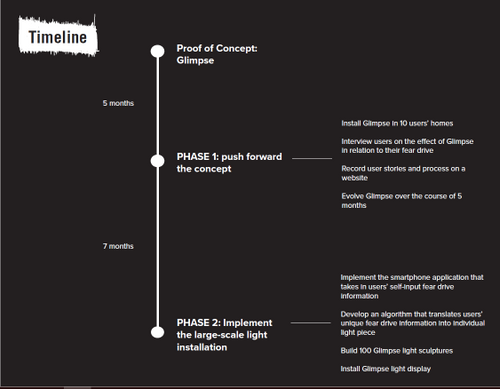 Timeline
Proof of Concept:
Glimpse
5 months
Install Glimpse in 10 users' homes
Interview users on the effect of Glimpse
in relation to their fear drive
PHASE 1: push forward
the concept
Record user stories and process on a
website
Evolve Glimpse over the course of 5
months
7 months
Implement the smartphone application that
takes in users' self-input fear drive
information
PHASE 2: Implement
the large-scale light
installation
Develop an algorithm that translates users'
unique fear drive information into individual
light piece
Build 100 Glimpse light sculptures
Install Glimpse light display